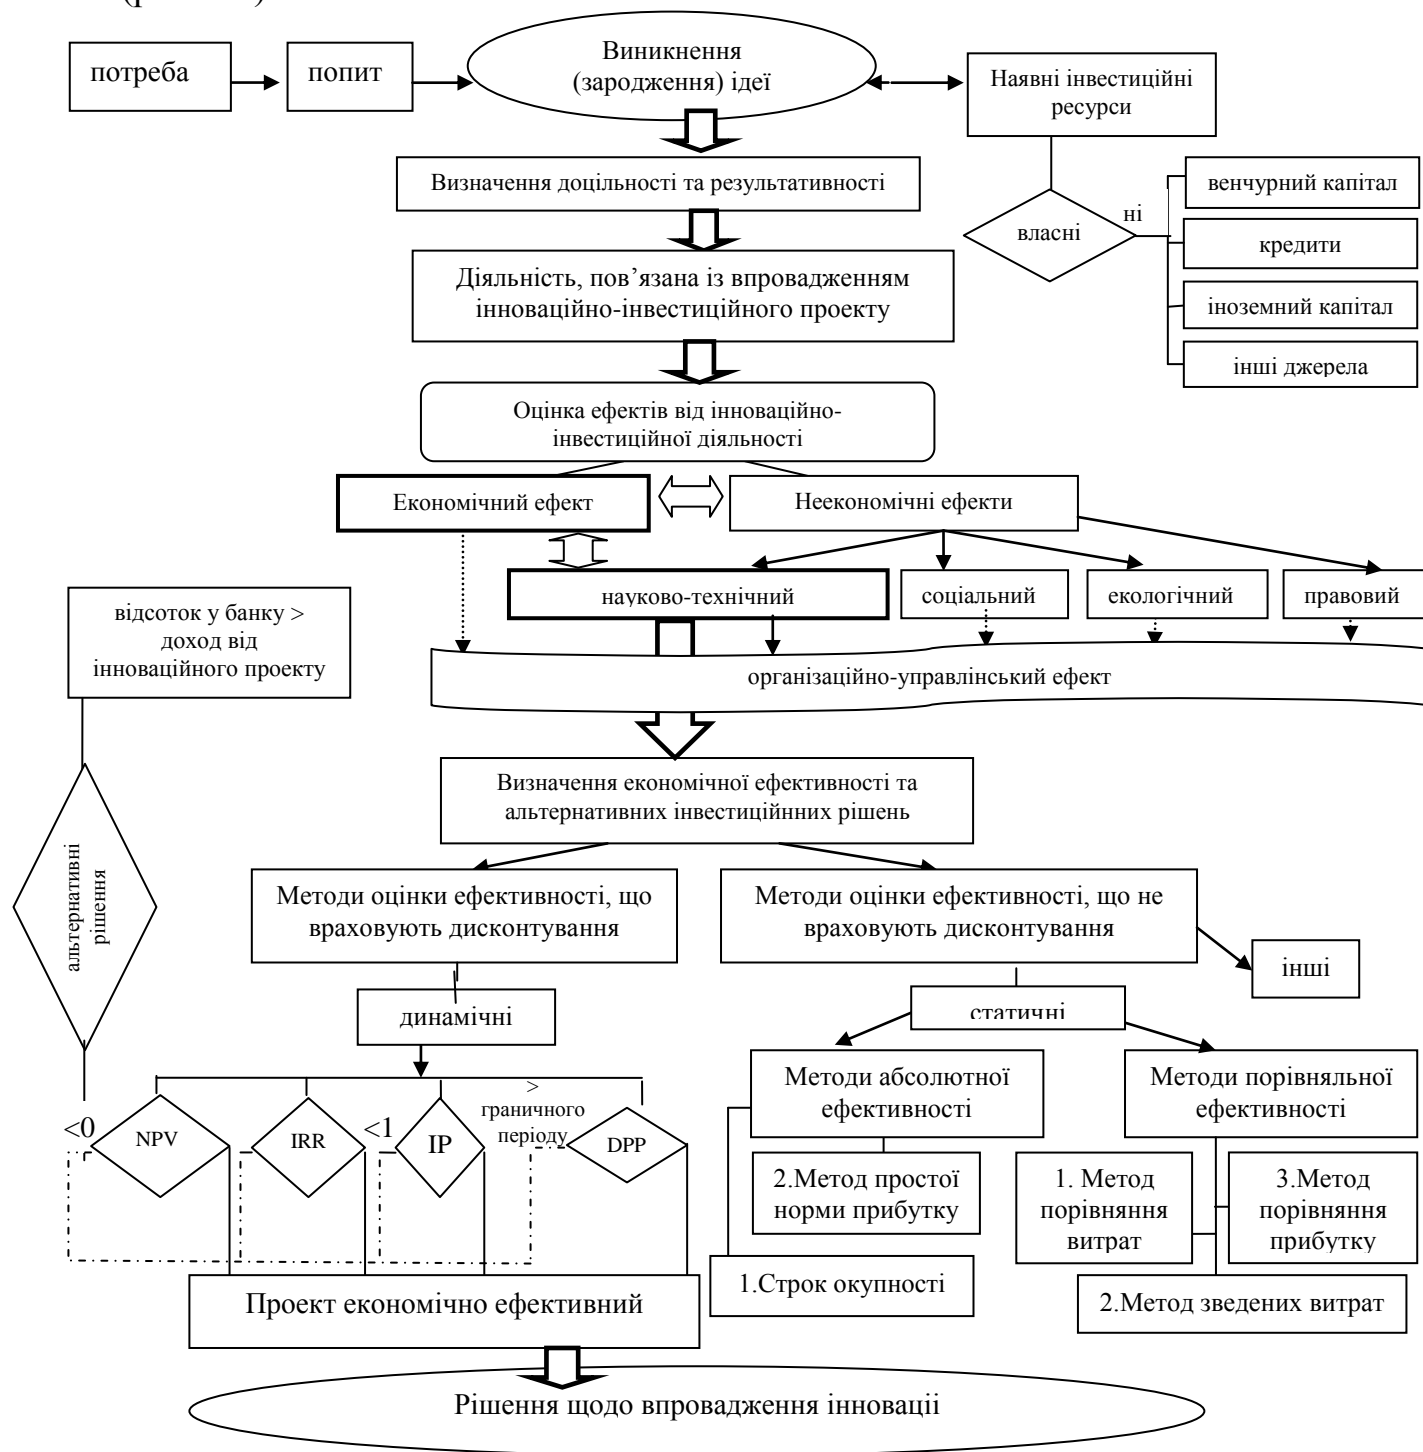 потреба
попит
Виникнення
(зародження) ідеї
Наявні інвестиційні
ресурси
Визначення доцільності та результативності
власні
ні
венчурний капітал
кредити
іноземний капітал
інші джерела
Діяльність, пов’язана із впровадженням
інноваційно-інвестиційного проекту
Оцінка ефектів від інноваційно-
інвестиційної діяльності
Економічний ефект
Неекономічні ефекти
науково-технічний
соціальний
екологічний
правовий
відсоток у банку >
доход від
інноваційного проекту
організаційно-управлінський ефект
Визначення економічної ефективності та
альтернативних інвестиційнних рішень
альтернативні
рішення
Методи оцінки ефективності, що
враховують дисконтування
Методи оцінки ефективності, що не
враховують дисконтування
інші
динамічні
статичні
Методи абсолютної
ефективності
Методи порівняльної
ефективності
<0
NPV
IRR
<1
IP
>
граничного
періоду
DPP
2.Метод простої
норми прибутку
1. Метод
порівняння
витрат
3.Метод
порівняння
прибутку
1.Строк окупності
2.Метод зведених витрат
Проект економічно ефективний
Рішення щодо впровадження інноваціі